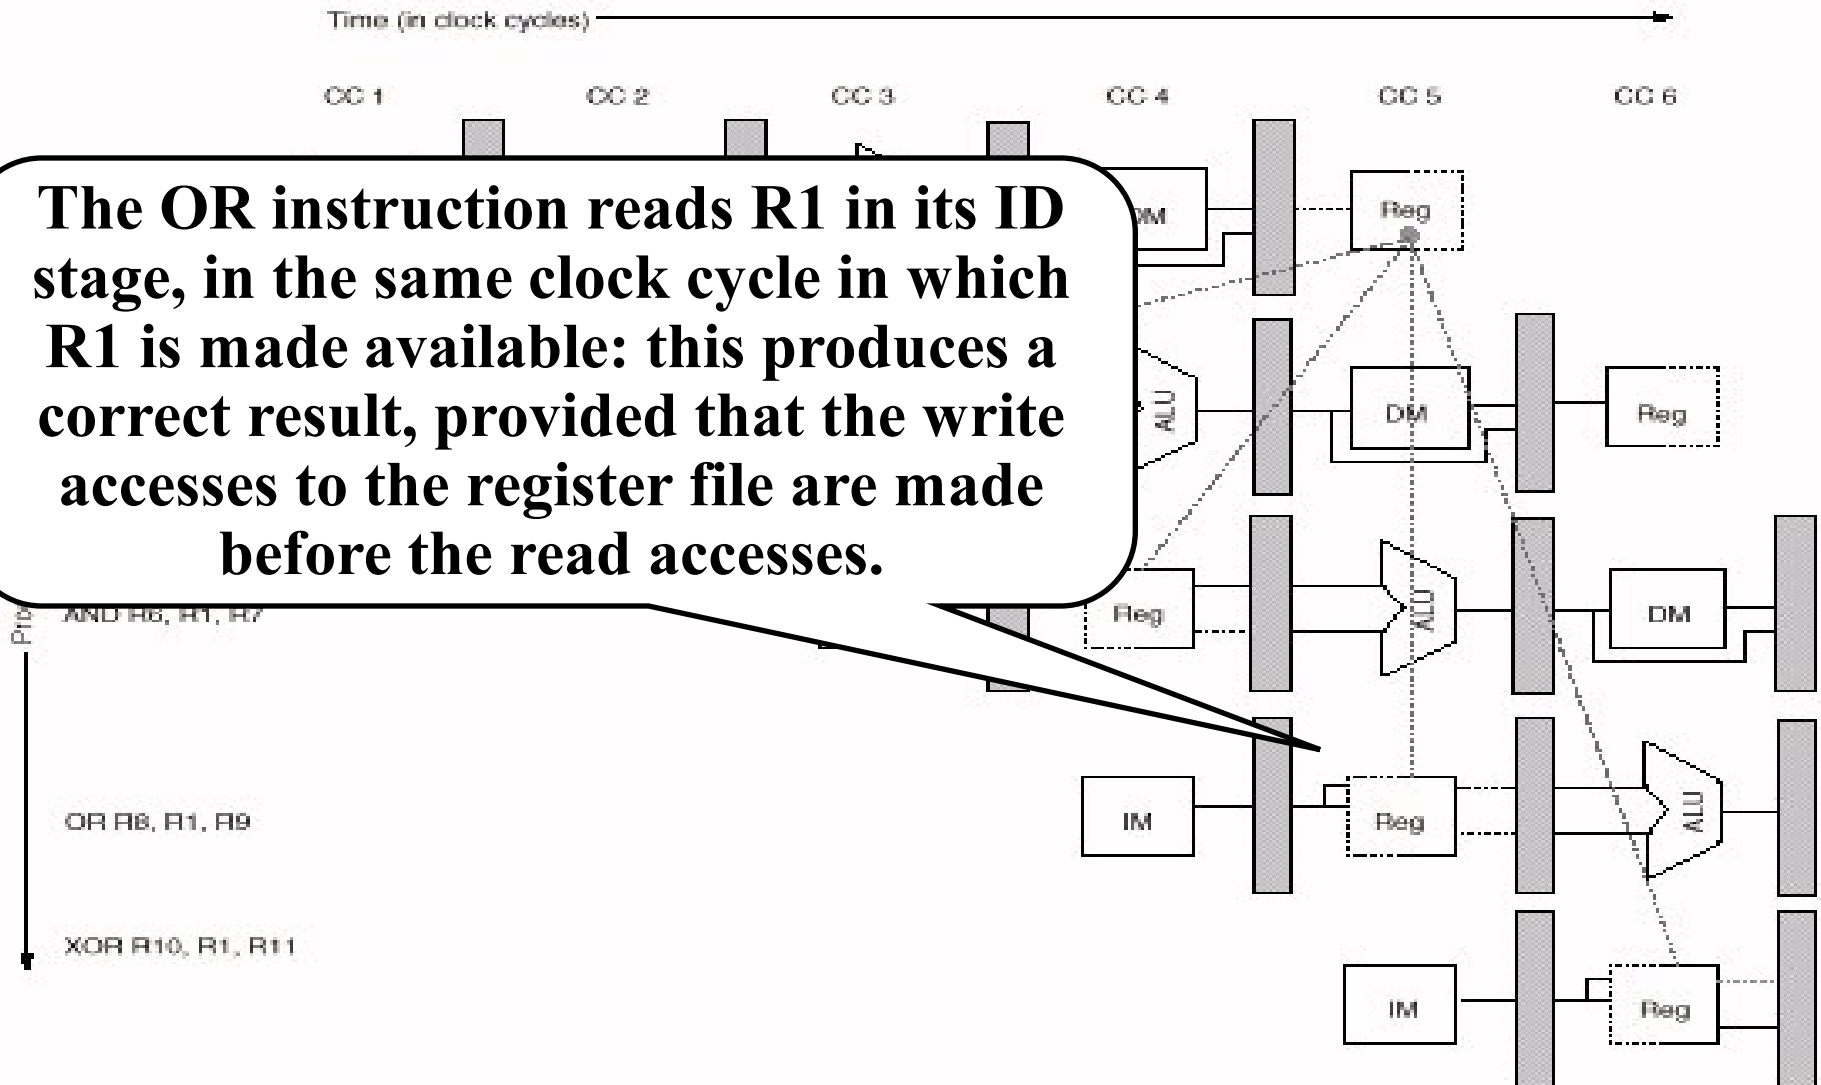 Time (in clock cycles)
CC 1 CC 2 CC 3 CC 4 CC 5 CC 6
The OR instruction reads R1 in its ID
stage, in the same clock cycle in which
R1 is made available: this produces a
correct result, provided that the write
accesses to the register file are made
before the read accesses.
DM Reg
ALU DM Reg
AND R6, R1, R7 Reg ALU DM
OR R8, R1, R9 IM Reg ALU
XOR R10, R1, R11
IM Reg